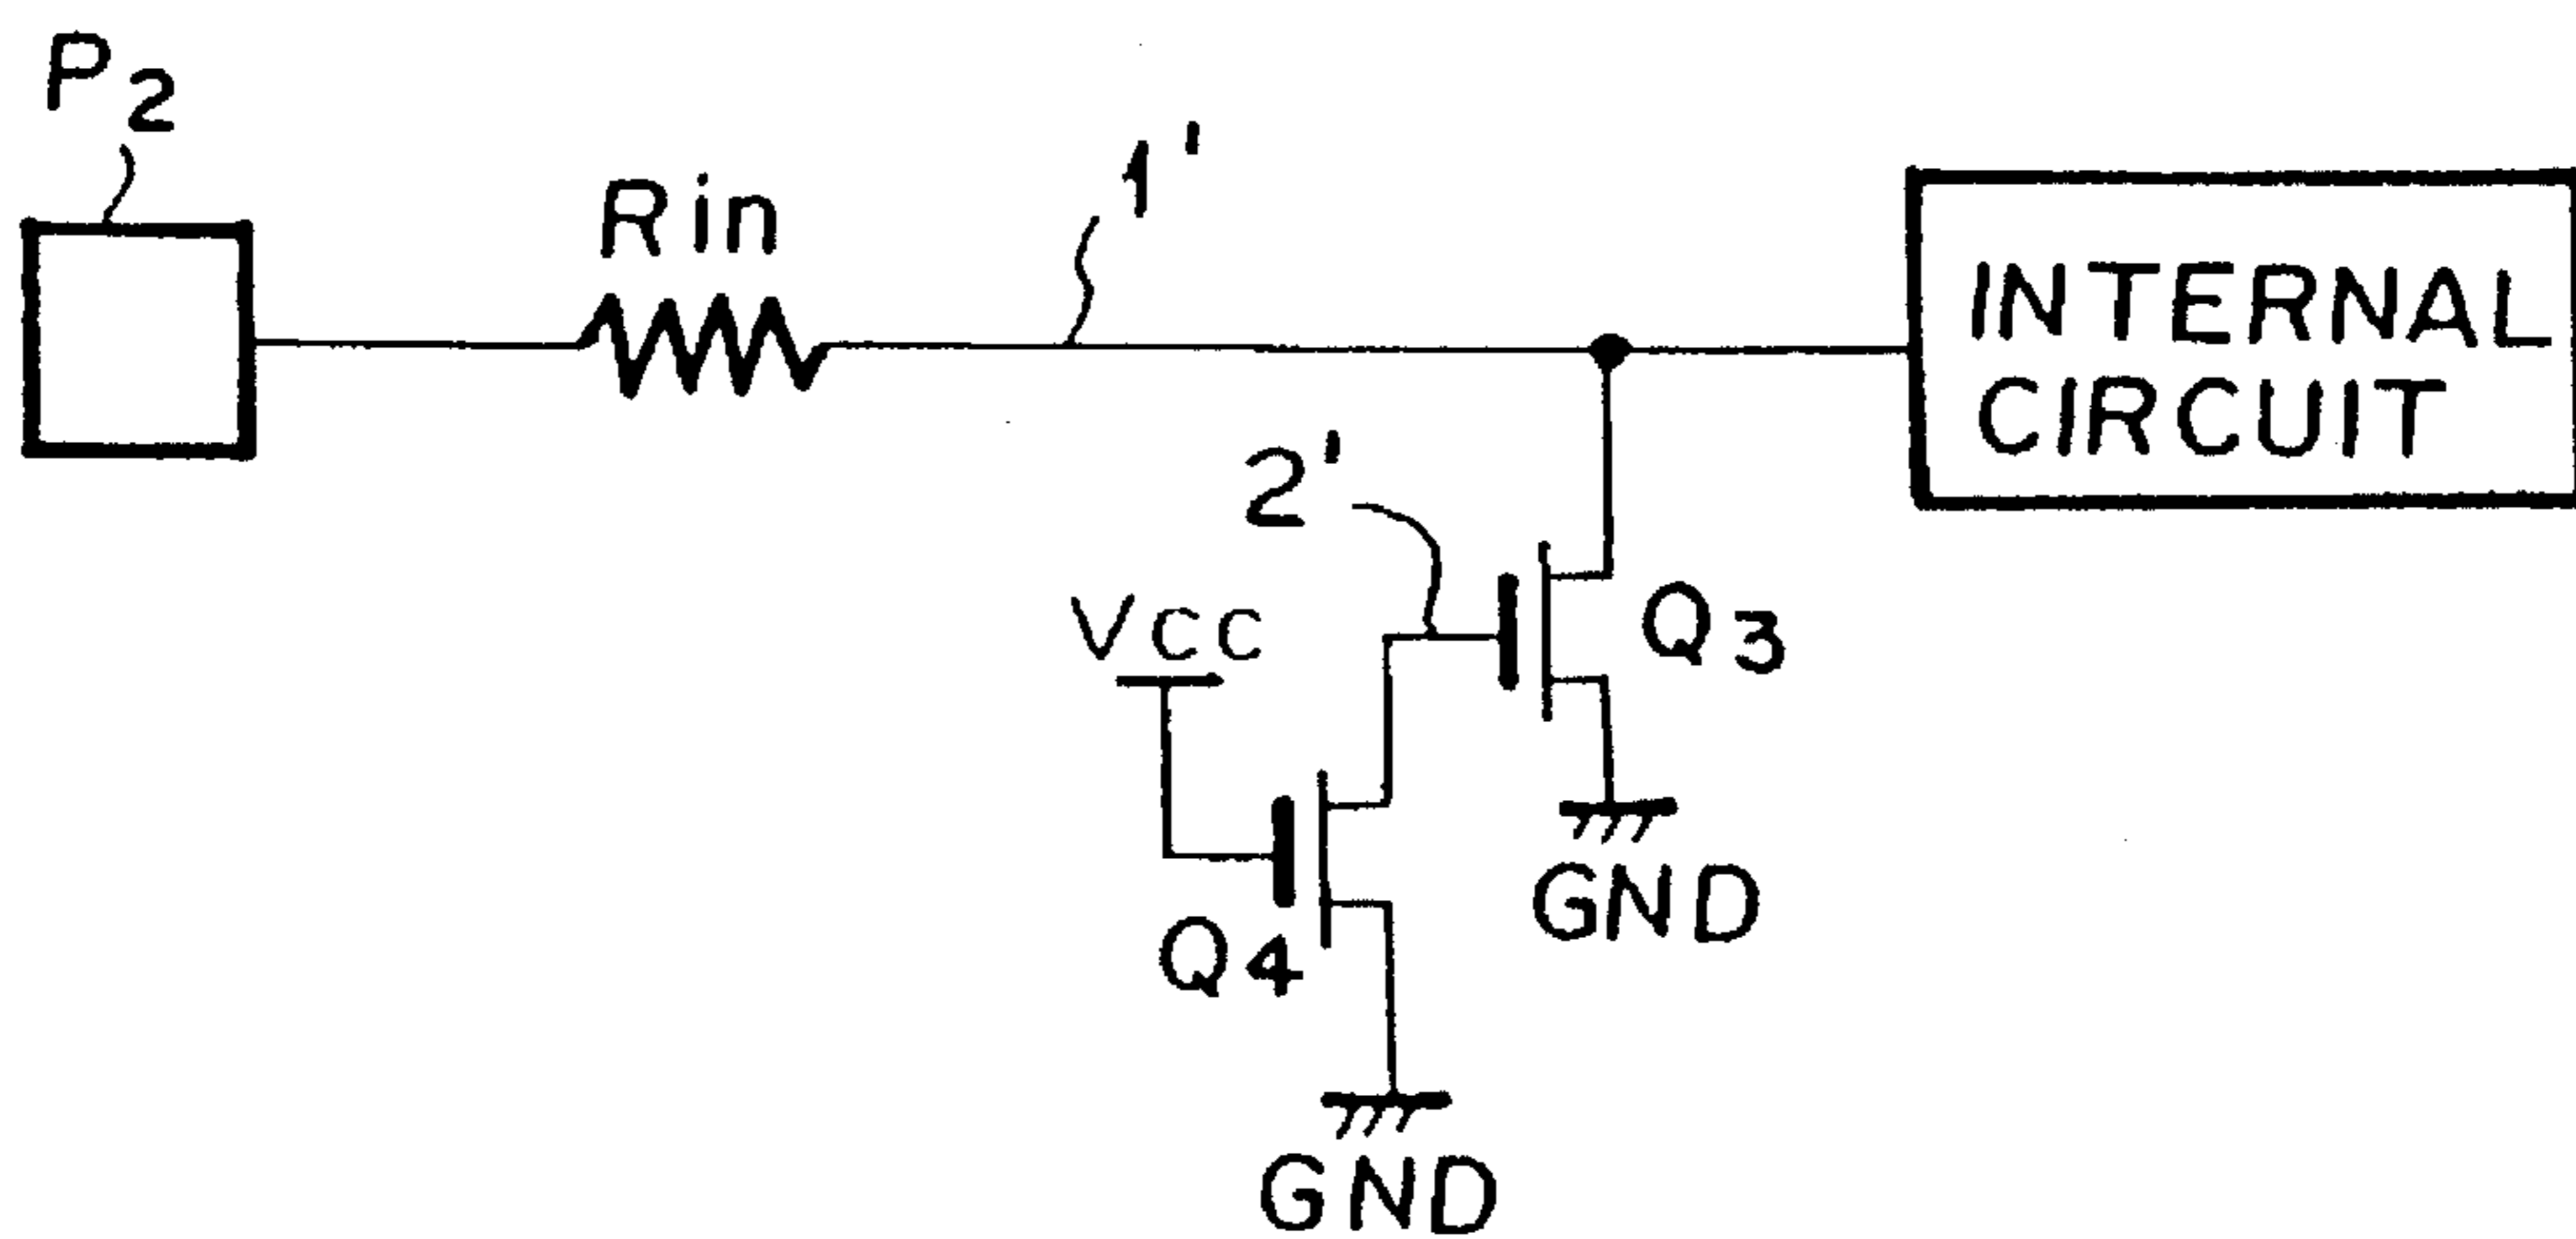 P2
Rin
1'
INTERNAL
CIRCUIT
2'
Vcc
Q3
GND
Q4
GND